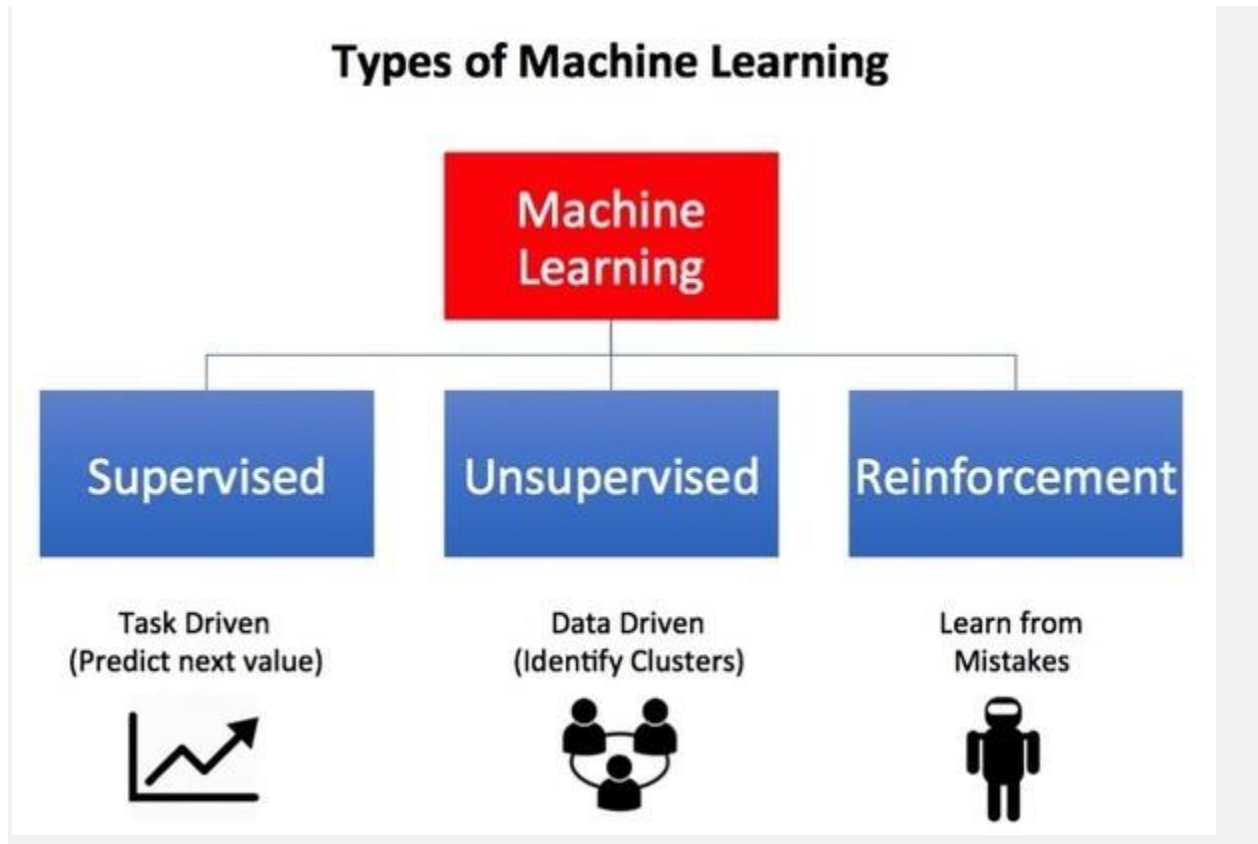 Types of Machine Learning
Machine
Learning
Supervised
Unsupervised
Reinforcement
Task Driven
(Predict next value)
Data Driven
(Identify Clusters)
Learn from
Mistakes